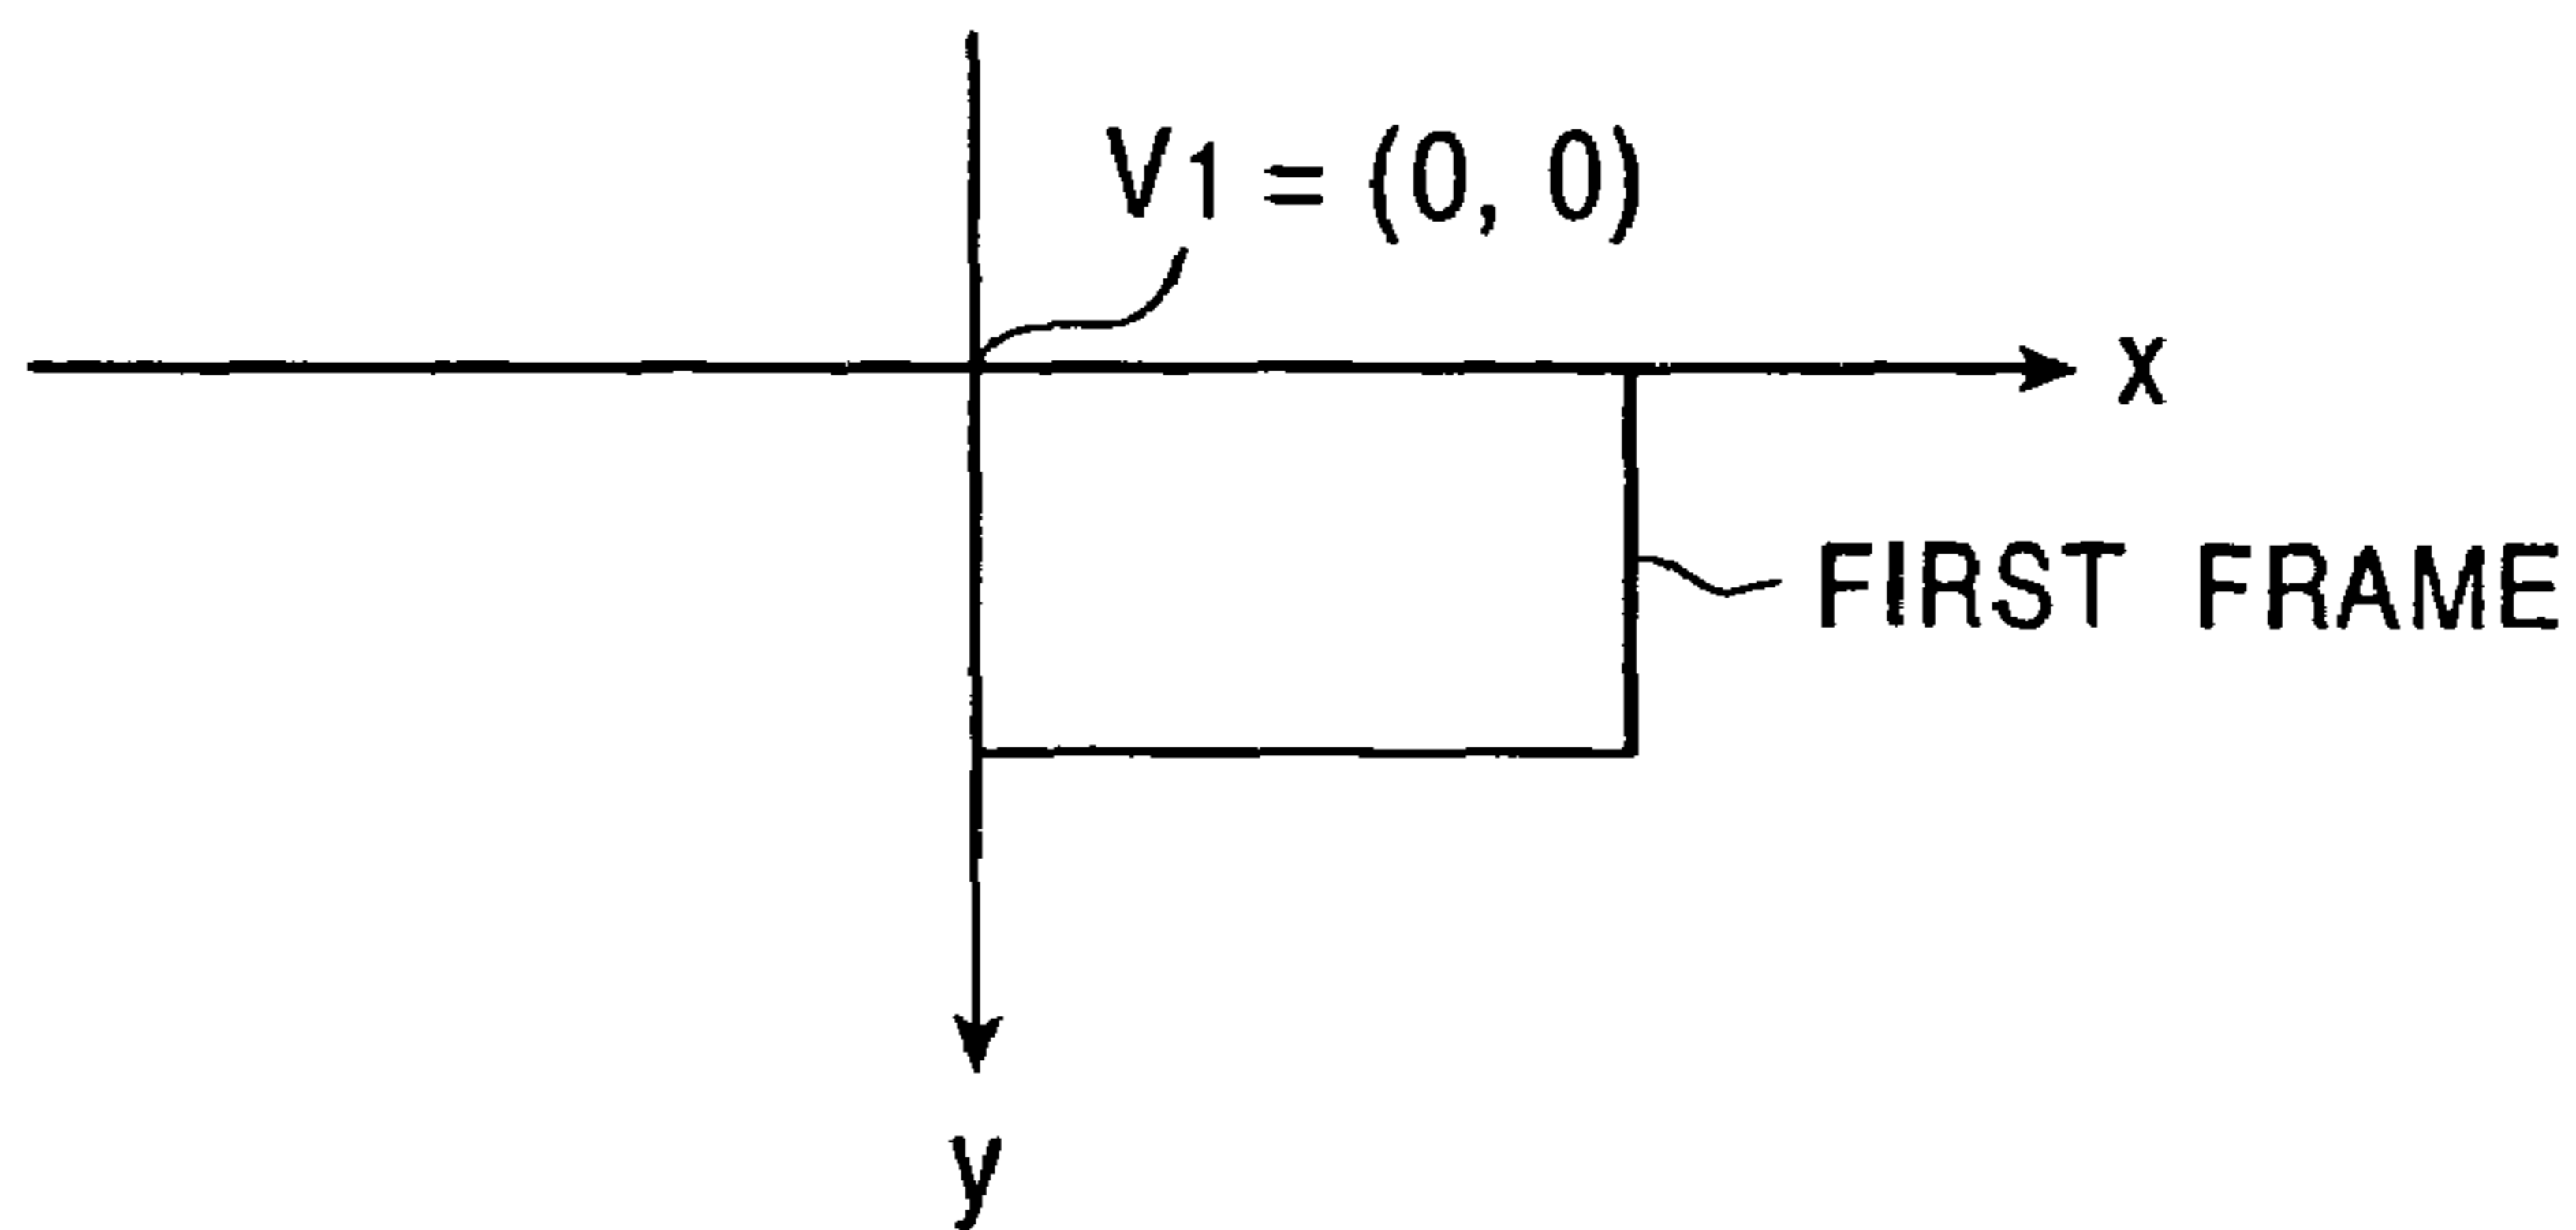 V1 = (0, 0)
x
FIRST FRAME
y